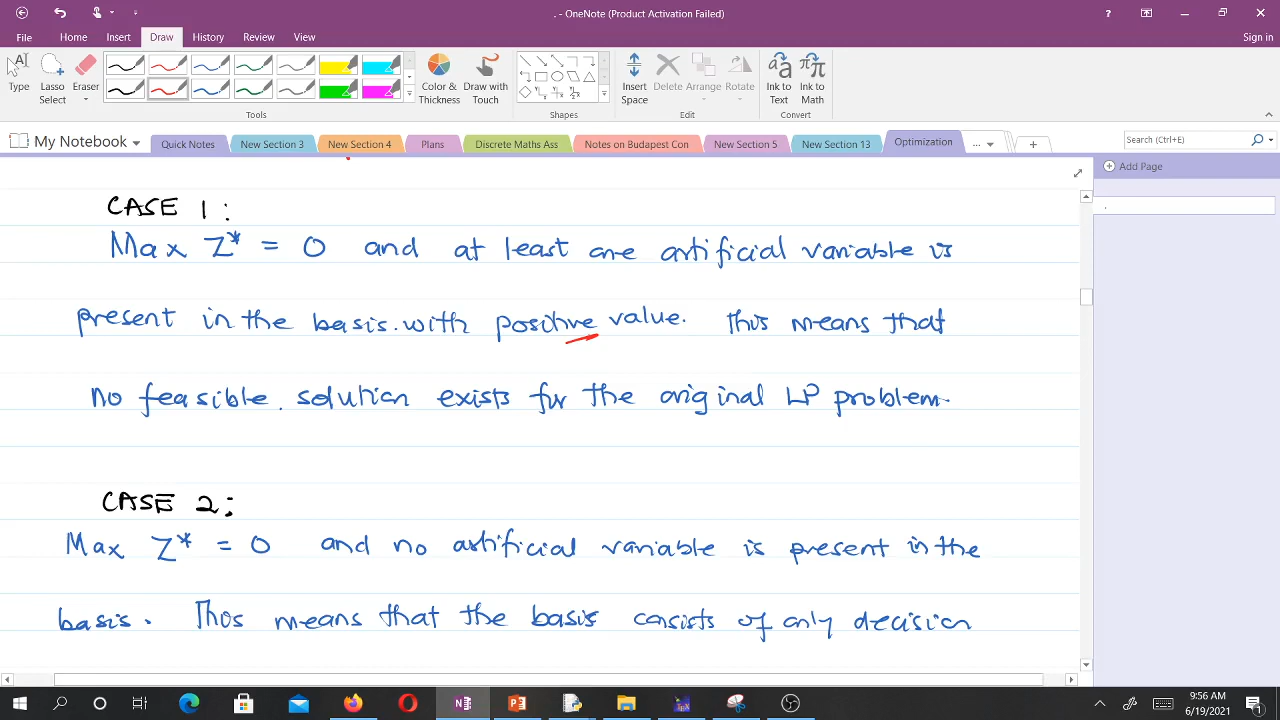 . - OneNote (Product Activation Failed)
File Home Insert Draw History Review View Sign in
Type Lasso Select Eraser Color & Thickness Draw with Touch Insert Space Delete Arrange Rotate Ink to Text Ink to Math
Tools Shapes Edit Convert
My Notebook Quick Notes New Section 3 New Section 4 Plans Discrete Maths Ass Notes on Budapest Con New Section 5 New Section 13 Optimization ... Search (Ctrl+E)
Add Page
CASE 1:
Max Z* = 0 and at least one artificial variable is
present in the basis. with positive value. This means that
no feasible. solution exists for the original LP problem.
CASE 2:
Max Z* = 0 and no artificial variable is present in the
basis. This means that the basis consists of only decision
9:56 AM
6/19/2021